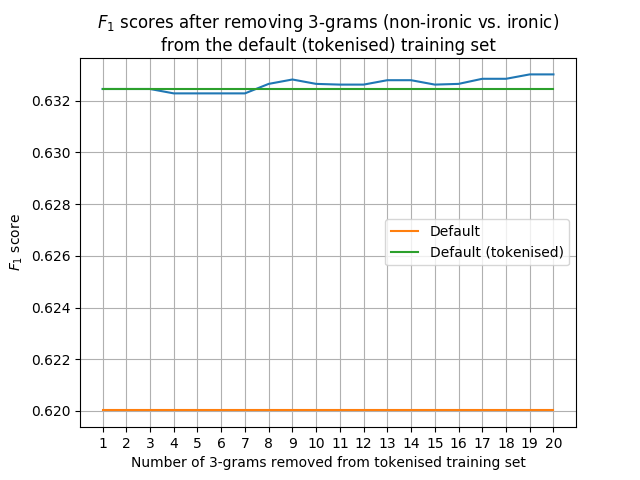 F1 scores after removing 3-grams (non-ironic vs. ironic)
from the default (tokenised) training set
F1 score
0.632
0.630
0.628
0.626
0.624
0.622
0.620
Default
Default (tokenised)
1 2 3 4 5 6 7 8 9 10 11 12 13 14 15 16 17 18 19 20
Number of 3-grams removed from tokenised training set